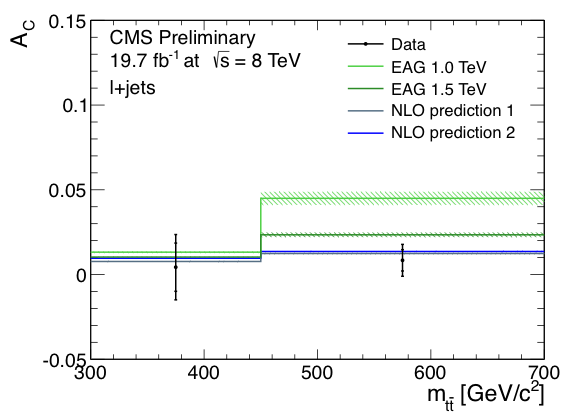 A_C
0.15
0.1
0.05
0
-0.05
CMS Preliminary
19.7 fb⁻¹ at √s = 8 TeV
l+jets
Data
EAG 1.0 TeV
EAG 1.5 TeV
NLO prediction 1
NLO prediction 2
300 400 500 600 700
m_tt̄ [GeV/c²]